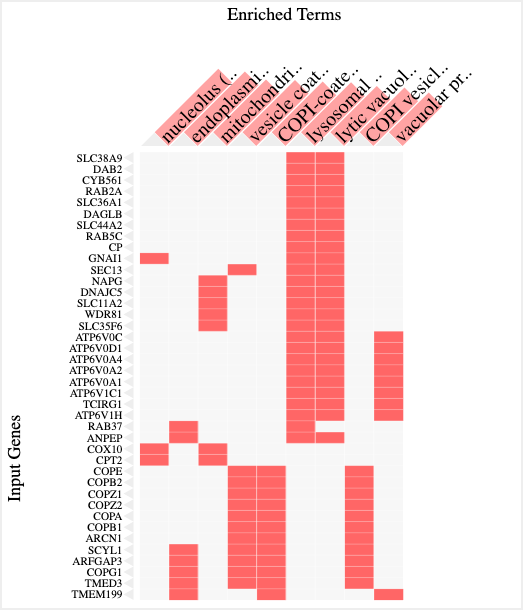 Enriched Terms
nucleolus (..
endoplasmi..
mitochondri..
vesicle coat..
COPI-coate..
lysosomal ..
lytic vacuol..
COPI vesicl..
vacuolar pr..
SLC38A9
DAB2
CYB561
RAB2A
SLC36A1
DAGLB
SLC44A2
RAB5C
CP
GNAI1
SEC13
NAPG
DNAJC5
SLC11A2
WDR81
SLC35F6
ATP6V0C
ATP6V0D1
ATP6V0A4
ATP6V0A2
ATP6V0A1
ATP6V1C1
TCIRG1
ATP6V1H
RAB37
ANPEP
COX10
CPT2
COPE
COPB2
COPZ1
COPZ2
COPA
COPB1
ARCN1
SCYL1
ARFGAP3
COPG1
TMED3
TMEM199
Input Genes